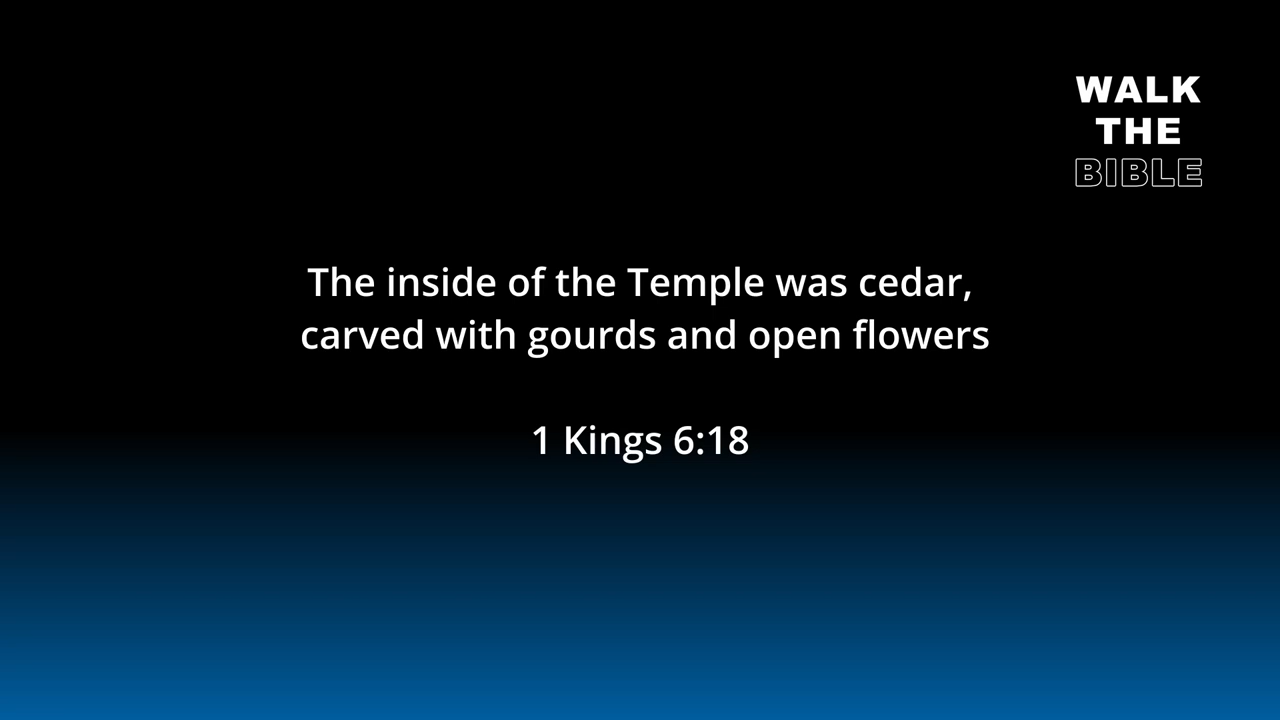 WALK
THE
BIBLE
The inside of the Temple was cedar,
carved with gourds and open flowers
1 Kings 6:18